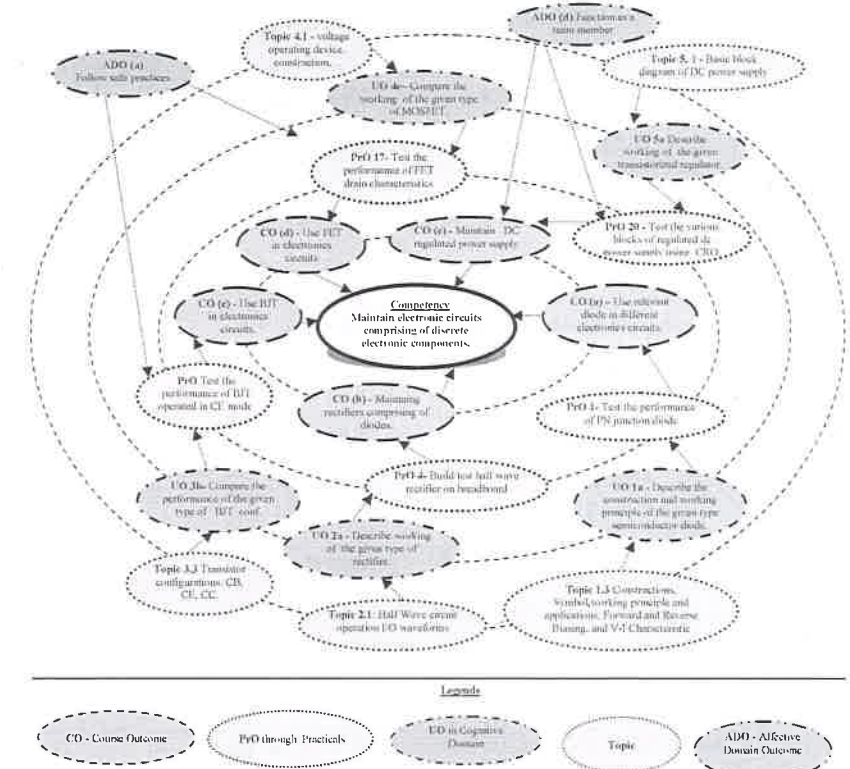 ADO (d) Function as a
team member
Topic 4.1 - voltage
operating device,
construction,
Topic 5. 1 - Basic block
diagram of DC power supply
ADO (a)
Follow safe practices
UO 4a - Compare the
working of the given type
of MOSFET.
UO 5a Describe
working of the given
transistorized regulator
PrO 17- Test the
performance of FET
drain characteristics
CO (d) - Use FET
in electronics
circuits
CO (e) - Maintain DC
regulated power supply
PrO 20 - Test the various
blocks of regulated dc
power supply using CRO
CO (c) - Use BJT
in electronics
circuits.
Competency
Maintain electronic circuits
comprising of discrete
electronic components.
CO (a) - Use relevant
diode in different
electronics circuits.
PrO Test the
performance of BJT
operated in CE mode
CO (b) - Maintaing
rectifiers comprising of
diodes.
PrO 1- Test the performance
of PN junction diode
UO 3b- Compare the
performance of the given
type of BJT conf.
PrO - Build test half wave
rectifier on breadboard
UO 1a - Describe the
construction and working
principle of the given type
semiconductor diode.
UO 2a - Describe working
of the given type of
rectifier.
Topic 3.3 Transistor
configurations, CB,
CE, CC.
Topic 2.1: Half Wave circuit
operation I/O waveforms
Topic 1.3 Constructions,
Symbol,working principle and
applications, Forward and Reverse
Biasing, and V-I Characteristic
Legends
CO - Course Outcome
PrO through Practicals
UO in Cognitive
Domain
Topic
ADO - Affective
Domain Outcome